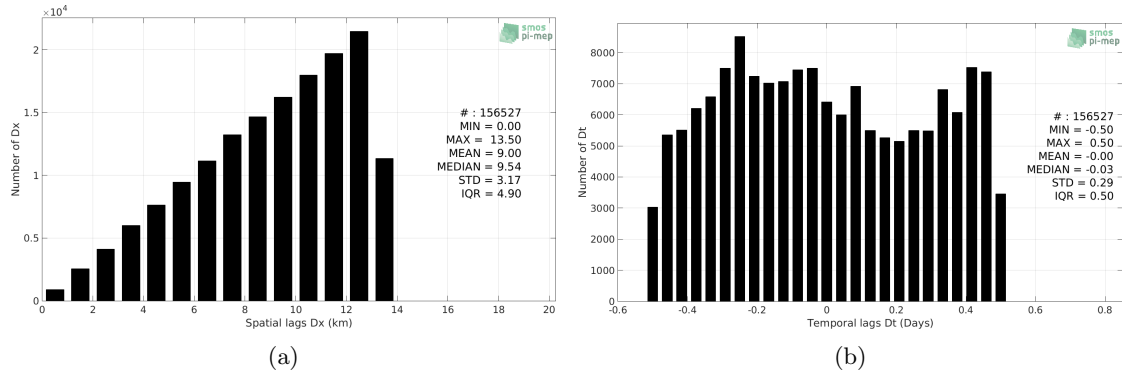 ×10⁴
2
1.5
1
0.5
0
Number of Dx
0 2 4 6 8 10 12 14 16 18 20
Spatial lags Dx (km)
smos
pi-mep
# : 156527
MIN = 0.00
MAX = 13.50
MEAN = 9.00
MEDIAN = 9.54
STD = 3.17
IQR = 4.90
(a)
8000
7000
6000
5000
4000
3000
2000
1000
0
Number of Dt
-0.6 -0.4 -0.2 0 0.2 0.4 0.6 0.8
Temporal lags Dt (Days)
smos
pi-mep
# : 156527
MIN = -0.50
MAX = 0.50
MEAN = -0.00
MEDIAN = -0.03
STD = 0.29
IQR = 0.50
(b)